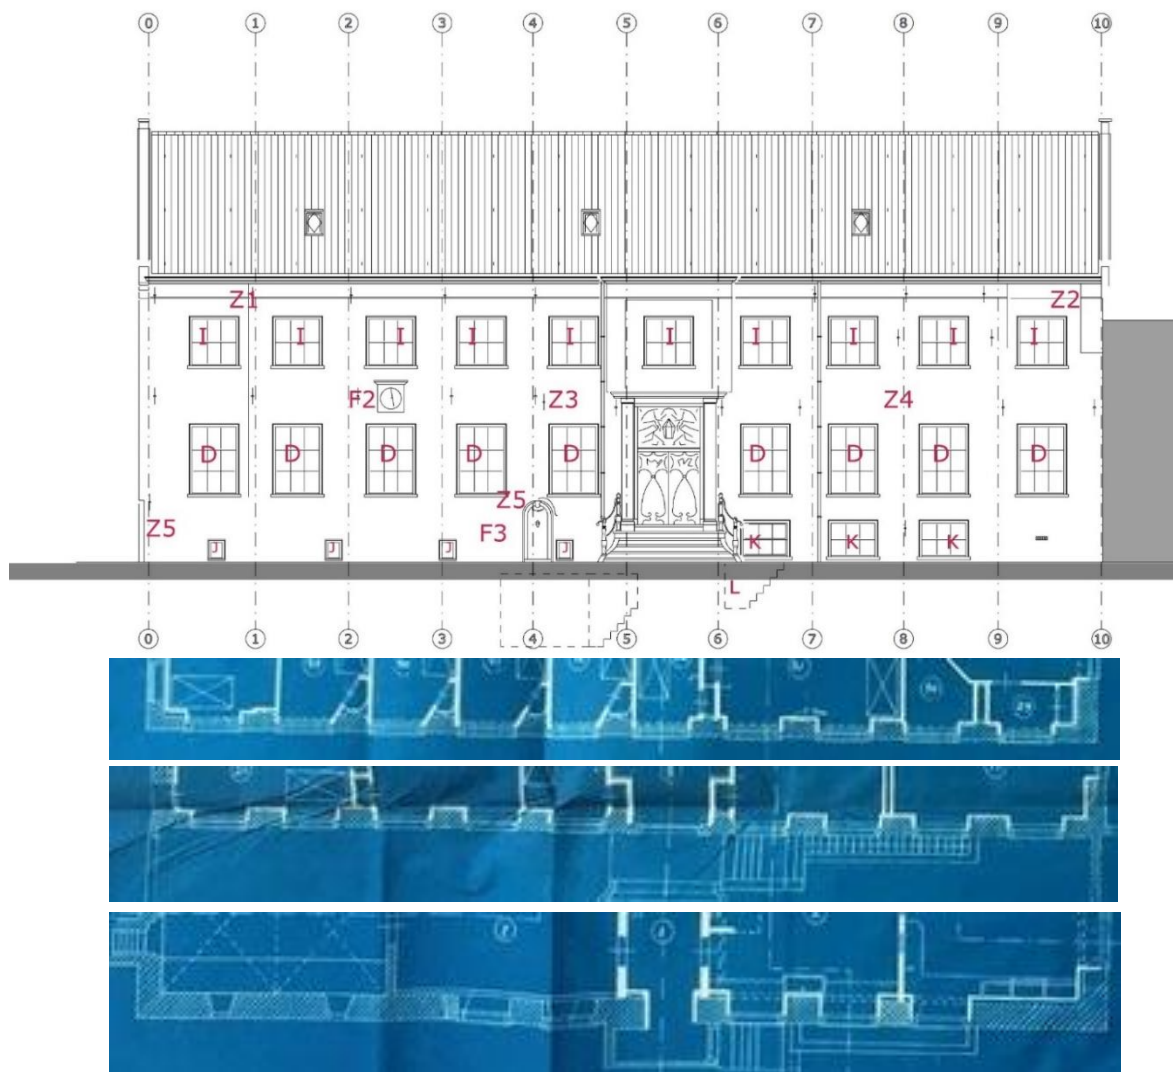 0 1 2 3 4 5 6 7 8 9 10
Z1 Z2
I I I I I I I I I I
F2 Z3 Z4
D D D D D D D D D
Z5
Z5 F3
J J J J K K K
L
0 1 2 3 4 5 6 7 8 9 10